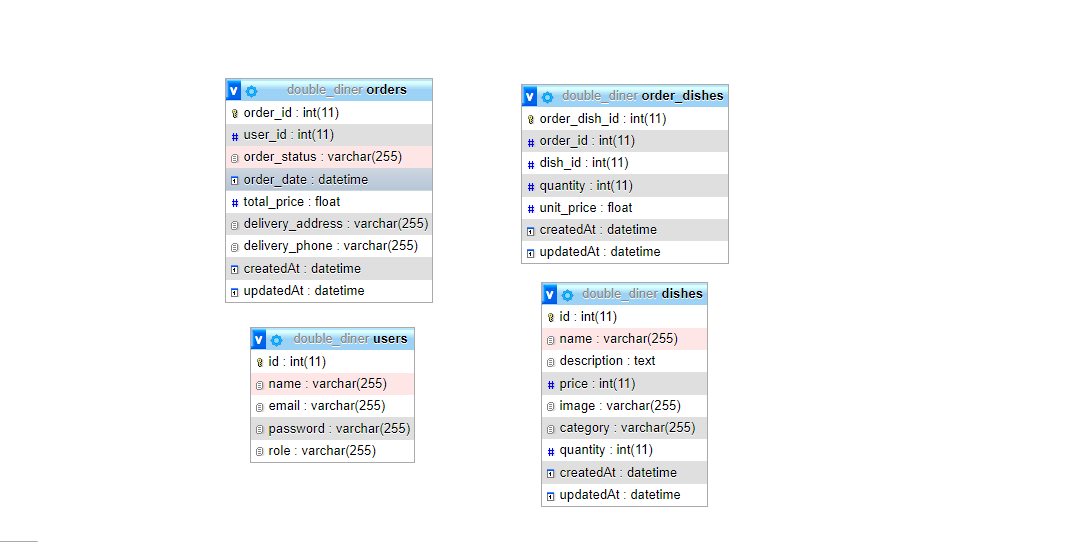 v double_diner orders
order_id : int(11)
# user_id : int(11)
order_status : varchar(255)
order_date : datetime
# total_price : float
delivery_address : varchar(255)
delivery_phone : varchar(255)
createdAt : datetime
updatedAt : datetime
v double_diner users
id : int(11)
name : varchar(255)
email : varchar(255)
password : varchar(255)
role : varchar(255)
v double_diner order_dishes
order_dish_id : int(11)
# order_id : int(11)
# dish_id : int(11)
# quantity : int(11)
# unit_price : float
createdAt : datetime
updatedAt : datetime
v double_diner dishes
id : int(11)
name : varchar(255)
description : text
# price : int(11)
image : varchar(255)
category : varchar(255)
# quantity : int(11)
createdAt : datetime
updatedAt : datetime